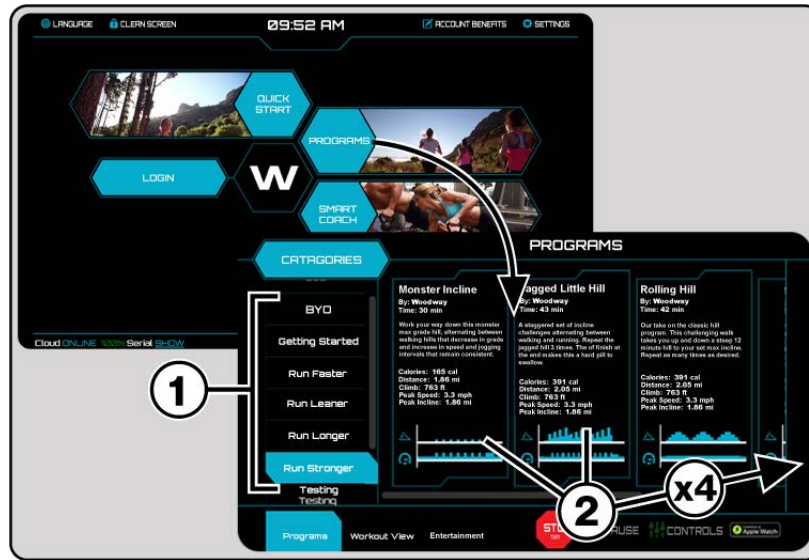 LANGUAGE
CLEAN SCREEN
09:52 AM
ACCOUNT BENEFITS
SETTINGS
QUICK
START
PROGRAMS
LOGIN
W
SMART
COACH
Cloud ONLINE 100% Serial SHOW
PROGRAMS
CATAGORIES
BYO
Getting Started
Run Faster
Run Leaner
Run Longer
Run Stronger
Testing
Testing
1
Monster Incline
By: Woodway
Time: 30 min
Work your way down this monster
max grade hill, alternating between
walking hills that decrease in grade
and increase in speed and jogging
intervals that remain consistent.
Calories: 165 cal
Distance: 1.86 mi
Climb: 763 ft
Peak Speed: 3.3 mph
Peak Incline: 1.86 mi
Jagged Little Hill
By: Woodway
Time: 43 min
A staggered set of incline
challenges alternating between
walking and running. Repeat the
jagged hill 3 times. The of finish at
the end makes this a hard pill to
swallow.
Calories: 391 cal
Distance: 2.05 mi
Climb: 763 ft
Peak Speed: 3.3 mph
Peak Incline: 1.86 mi
Rolling Hill
By: Woodway
Time: 42 min
Our take on the classic hill
program. This challenging walk
takes you up and down a steep 12
minute hill to your set max incline.
Repeat as many times as desired.
Calories: 391 cal
Distance: 2.05 mi
Climb: 763 ft
Peak Speed: 3.3 mph
Peak Incline: 1.86 mi
2
x4
Programs
Workout View
Entertainment
CONTROLS
Apple Watch